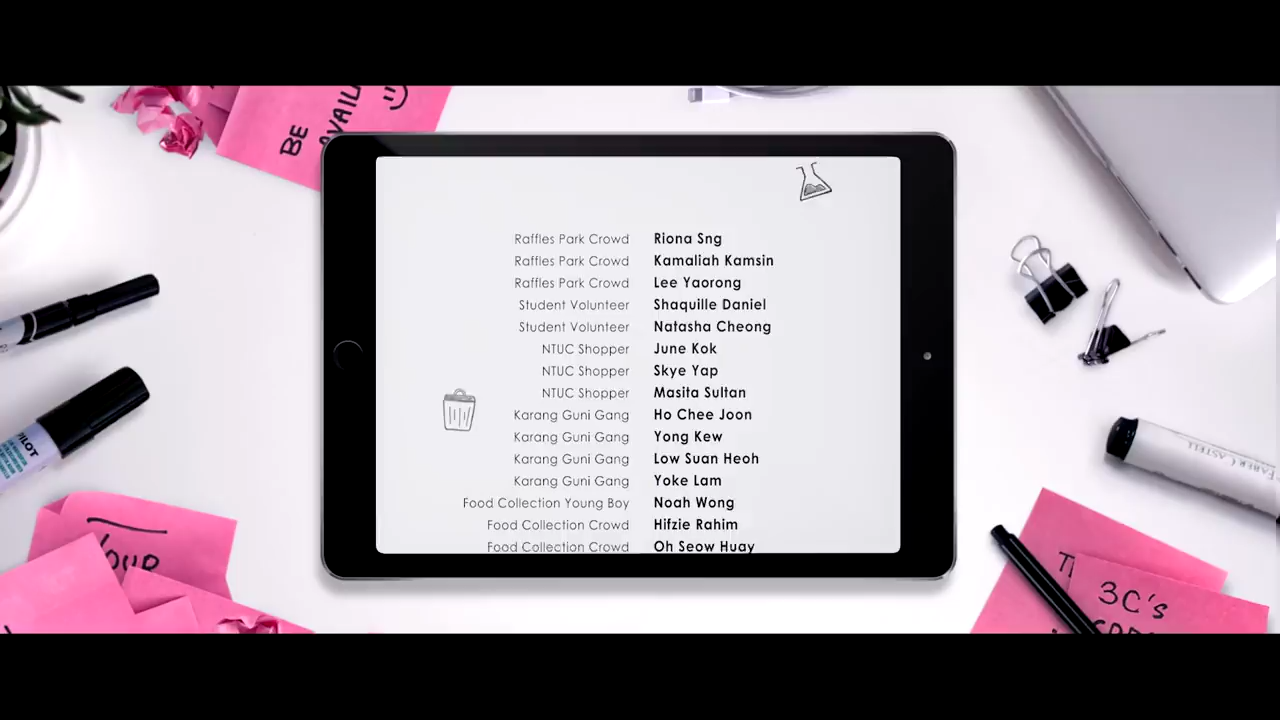 BE
AVAIL
Raffles Park Crowd Riona Sng
Raffles Park Crowd Kamaliah Kamsin
Raffles Park Crowd Lee Yaorong
Student Volunteer Shaquille Daniel
Student Volunteer Natasha Cheong
NTUC Shopper June Kok
NTUC Shopper Skye Yap
NTUC Shopper Masita Sultan
Karang Guni Gang Ho Chee Joon
Karang Guni Gang Yong Kew
Karang Guni Gang Low Suan Heoh
Karang Guni Gang Yoke Lam
Food Collection Young Boy Noah Wong
Food Collection Crowd Hifzie Rahim
Food Collection Crowd Oh Seow Huay
PILOT
FABER CASTELL
YOUR
3C'S